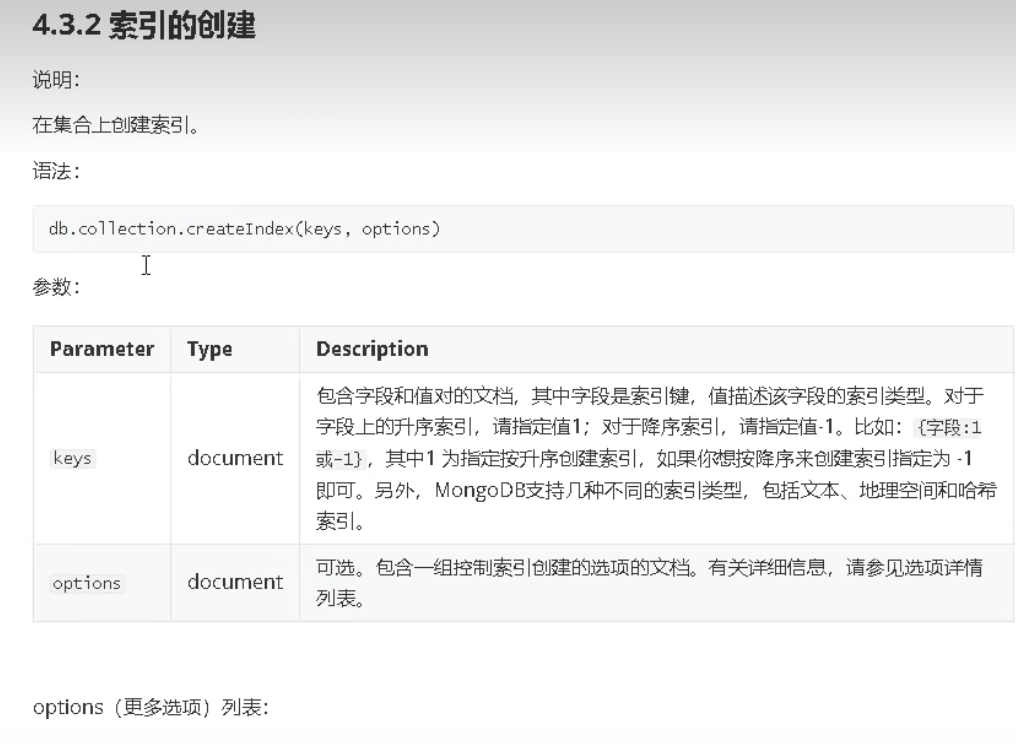 4.3.2 索引的创建
说明：
在集合上创建索引。
语法：
db.collection.createIndex(keys, options)
参数：
Parameter Type Description
包含字段和值对的文档，其中字段是索引键，值描述该字段的索引类型。对于
字段上的升序索引，请指定值1；对于降序索引，请指定值-1。比如：{字段:1
keys document 或-1}，其中1 为指定按升序创建索引，如果你想按降序来创建索引指定为 -1
即可。另外，MongoDB支持几种不同的索引类型，包括文本、地理空间和哈希
索引。
options document 可选。包含一组控制索引创建的选项的文档。有关详细信息，请参见选项详情
列表。
options（更多选项）列表：